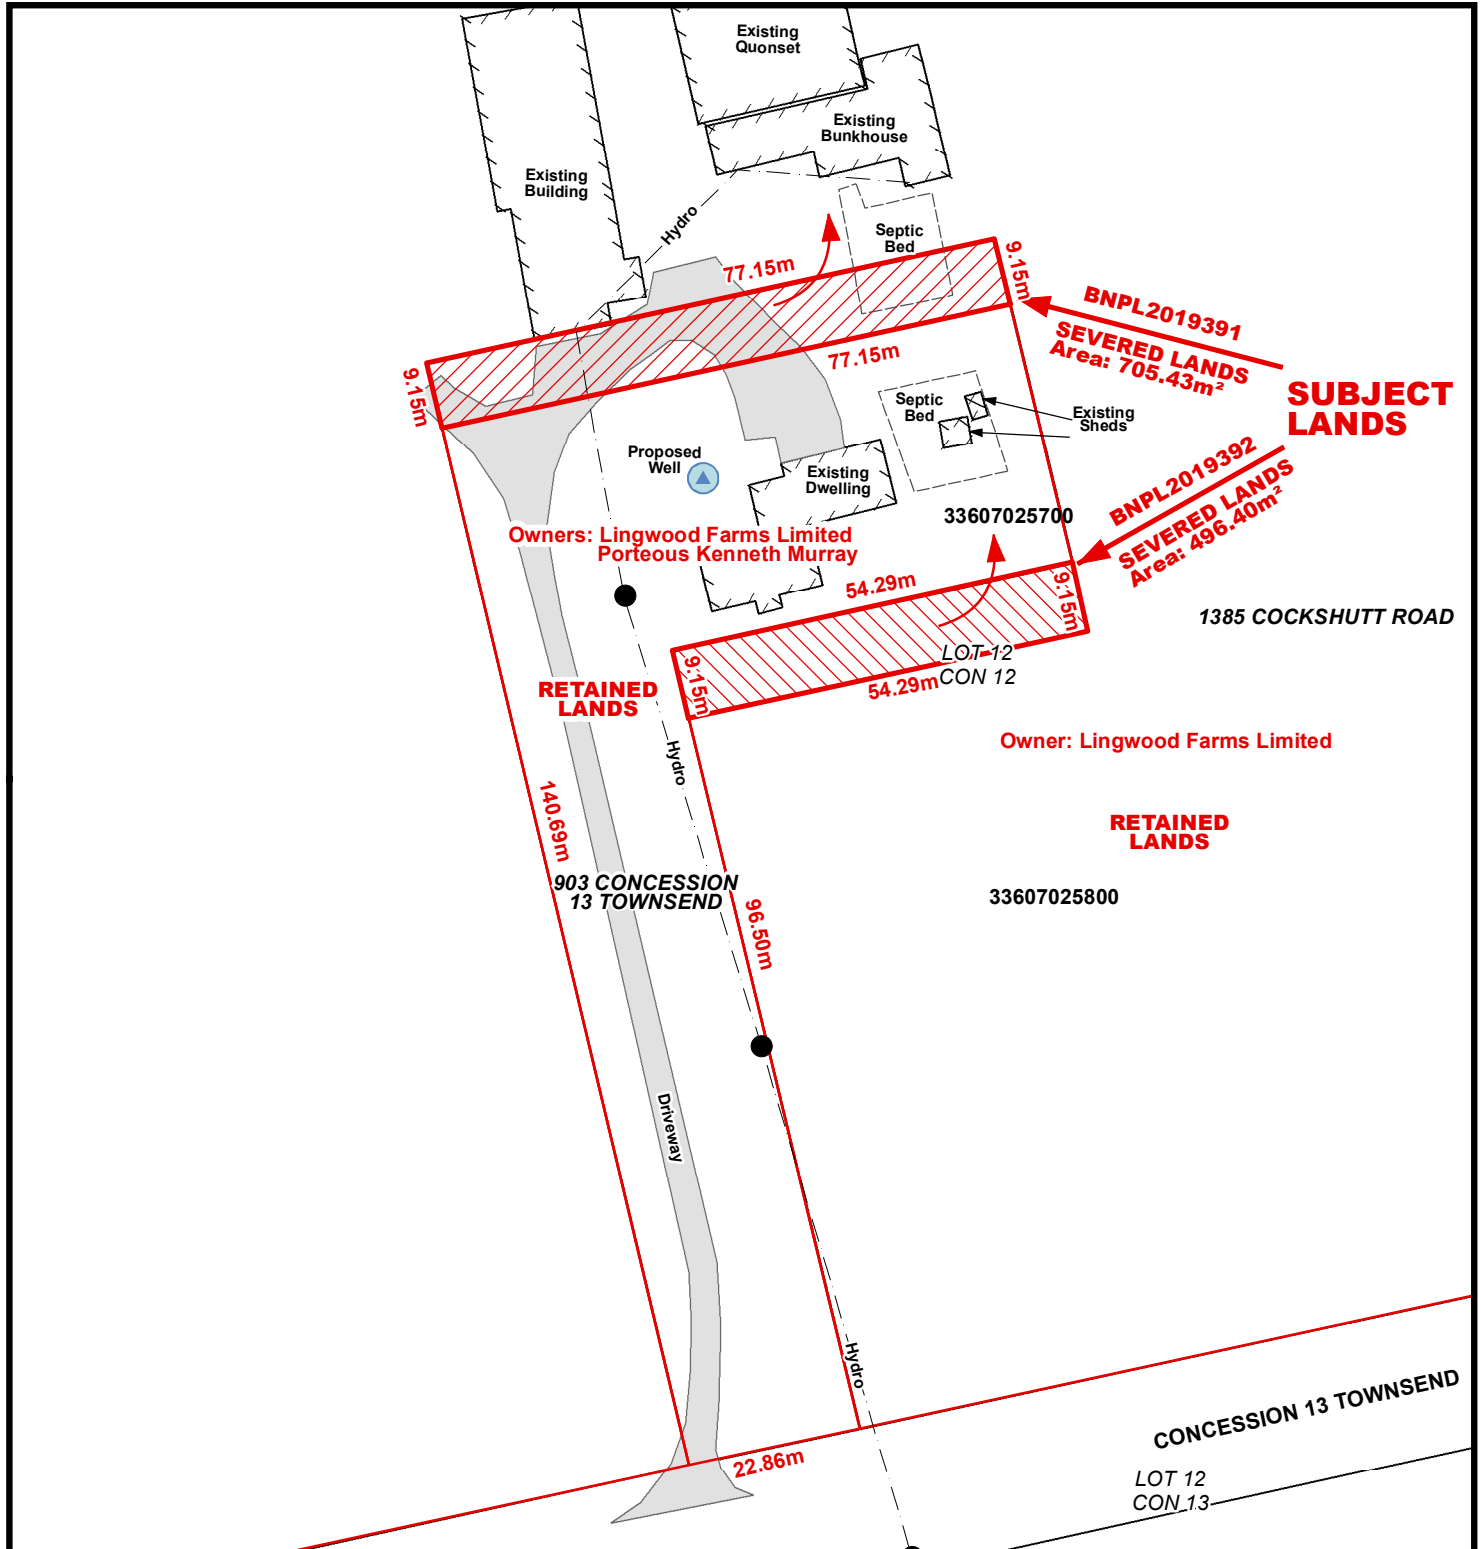 Existing
Quonset
Existing
Bunkhouse
Existing
Building
Hydro
Septic
Bed
77.15m
9.15m
BNPL2019391
SEVERED LANDS
Area: 705.43m²
77.15m
9.15m
SUBJECT
LANDS
Septic
Bed
Existing
Sheds
Proposed
Well
Existing
Dwelling
BNPL2019392
SEVERED LANDS
Area: 496.40m²
33607025700
Owners: Lingwood Farms Limited
Porteous Kenneth Murray
54.29m
9.15m
1385 COCKSHUTT ROAD
LOT 12
CON 12
9.15m
54.29m
RETAINED
LANDS
Hydro
Owner: Lingwood Farms Limited
140.69m
RETAINED
LANDS
903 CONCESSION
13 TOWNSEND
33607025800
96.50m
Driveway
Hydro
CONCESSION 13 TOWNSEND
22.86m
LOT 12
CON 13